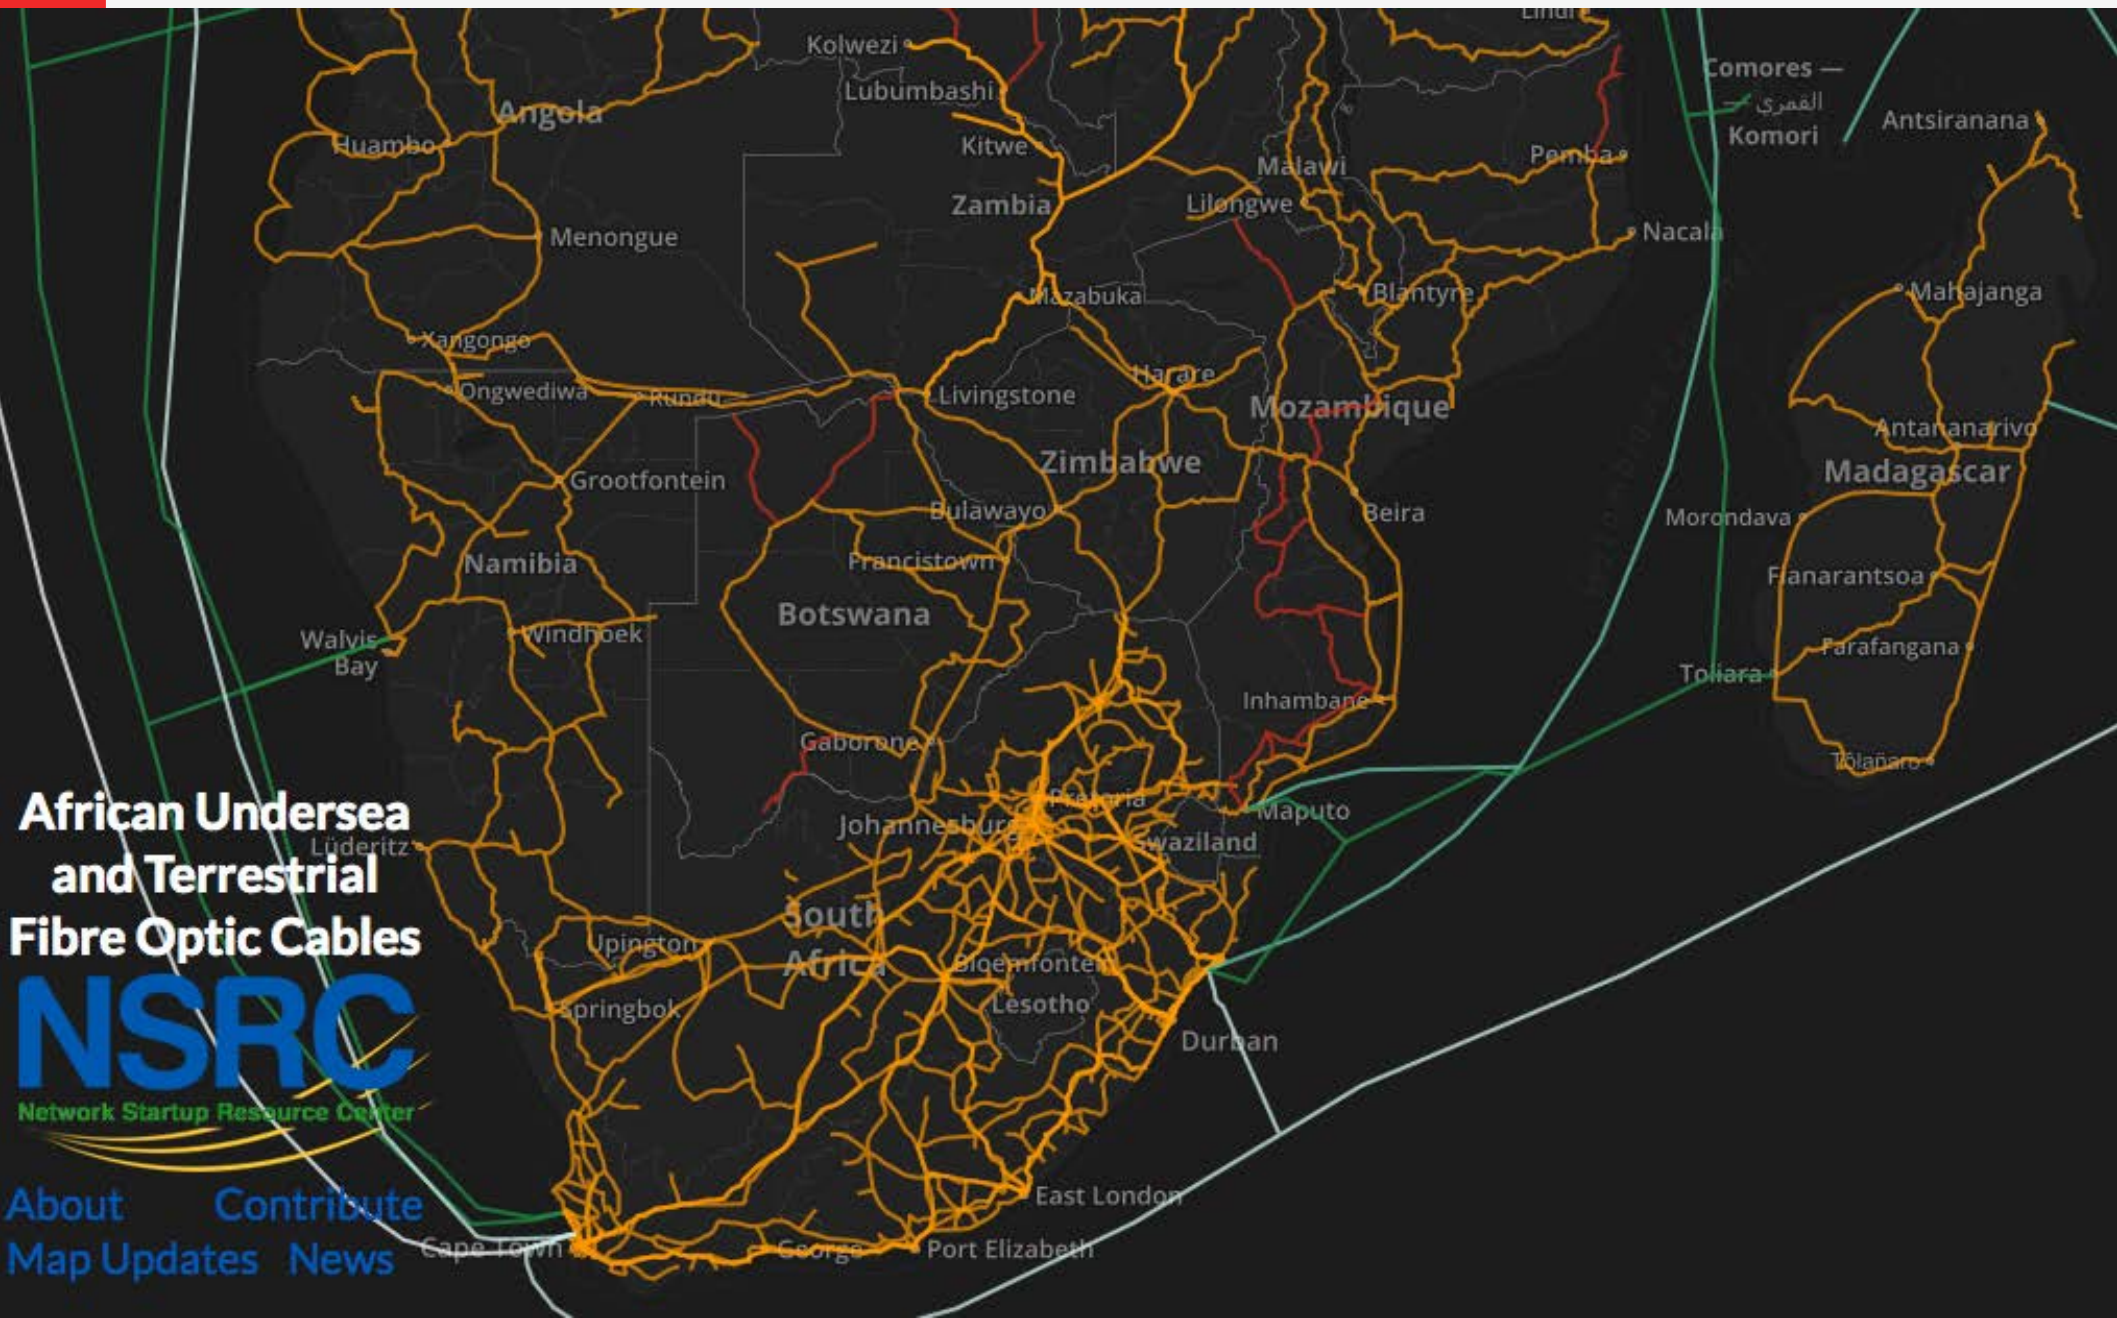 Lindi
Kolwezi
Comores —
القمري —
Komori
Lubumbashi
Angola
Antsiranana
Huambo
Kitwe
Pemba
Malawi
Zambia
Lilongwe
Menongue
Nacala
Mazabuka
Blantyre
Mahajanga
Xangongo
Harare
Ongwediwa
Rundu
Livingstone
Mozambique
Antananarivo
Zimbabwe
Madagascar
Grootfontein
Bulawayo
Beira
Morondava
Namibia
Francistown
Fianarantsoa
Botswana
Walvis
Bay
Windhoek
Farafangana
Toliara
Inhambane
Gaborone
Tôlañaro
Pretoria
Maputo
Johannesburg
Swaziland
Lüderitz
African Undersea
and Terrestrial
Fibre Optic Cables
South
Africa
Upington
Bloemfontein
Lesotho
Springbok
Durban
NSRC
Network Startup Resource Center
East London
About Contribute
Map Updates News
Cape Town
George
Port Elizabeth